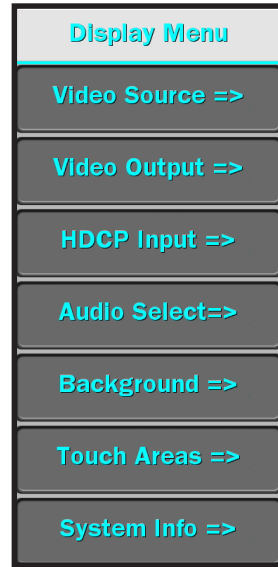 Display Menu
Video Source =>
Video Output =>
HDCP Input =>
Audio Select=>
Background =>
Touch Areas =>
System Info =>